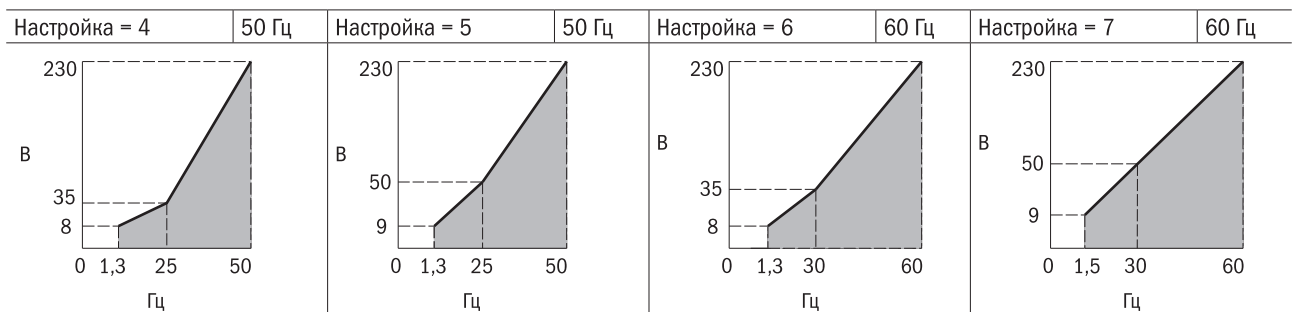 Настройка = 4 50 Гц
230
В
35
8
0 1,3 25 50
Гц
Настройка = 5 50 Гц
230
В
50
9
0 1,3 25 50
Гц
Настройка = 6 60 Гц
230
В
35
8
0 1,3 30 60
Гц
Настройка = 7 60 Гц
230
В
50
9
0 1,5 30 60
Гц